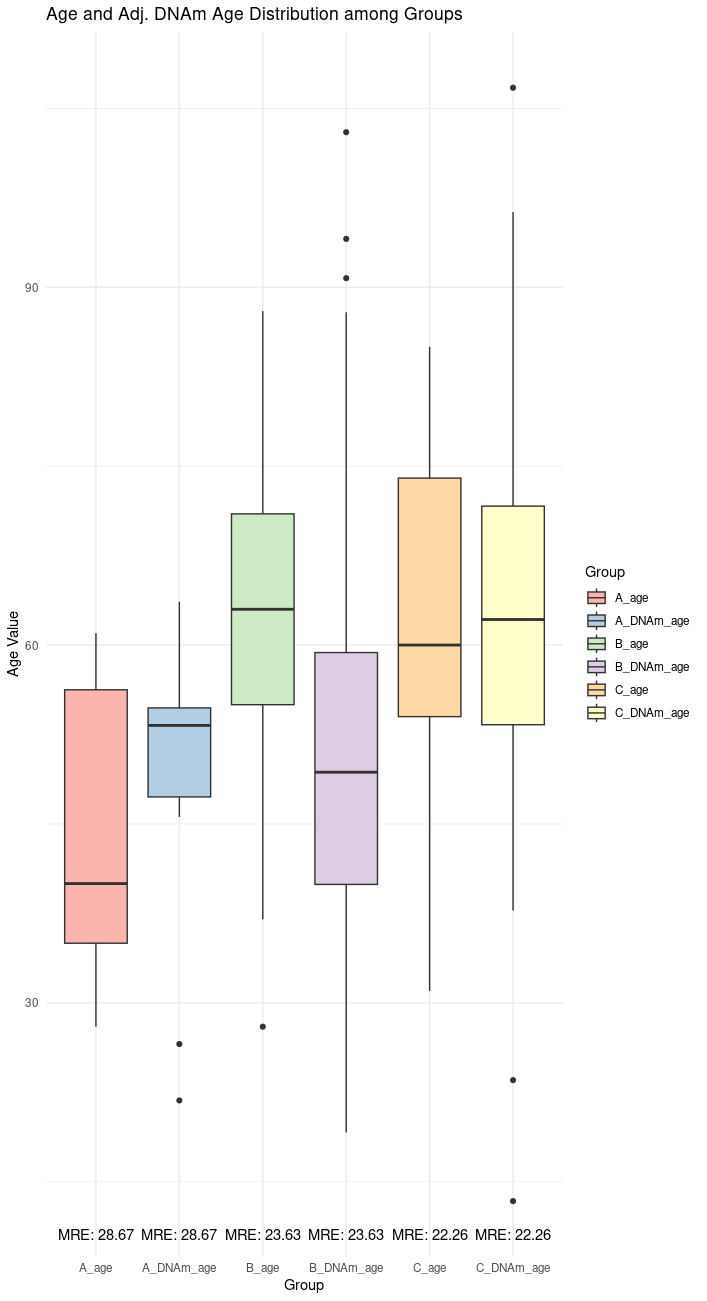 Age and Adj. DNAm Age Distribution among Groups
90
60
30
Age Value
MRE: 28.67 MRE: 28.67 MRE: 23.63 MRE: 23.63 MRE: 22.26 MRE: 22.26
A_age A_DNAm_age B_age B_DNAm_age C_age C_DNAm_age
Group
Group
A_age
A_DNAm_age
B_age
B_DNAm_age
C_age
C_DNAm_age